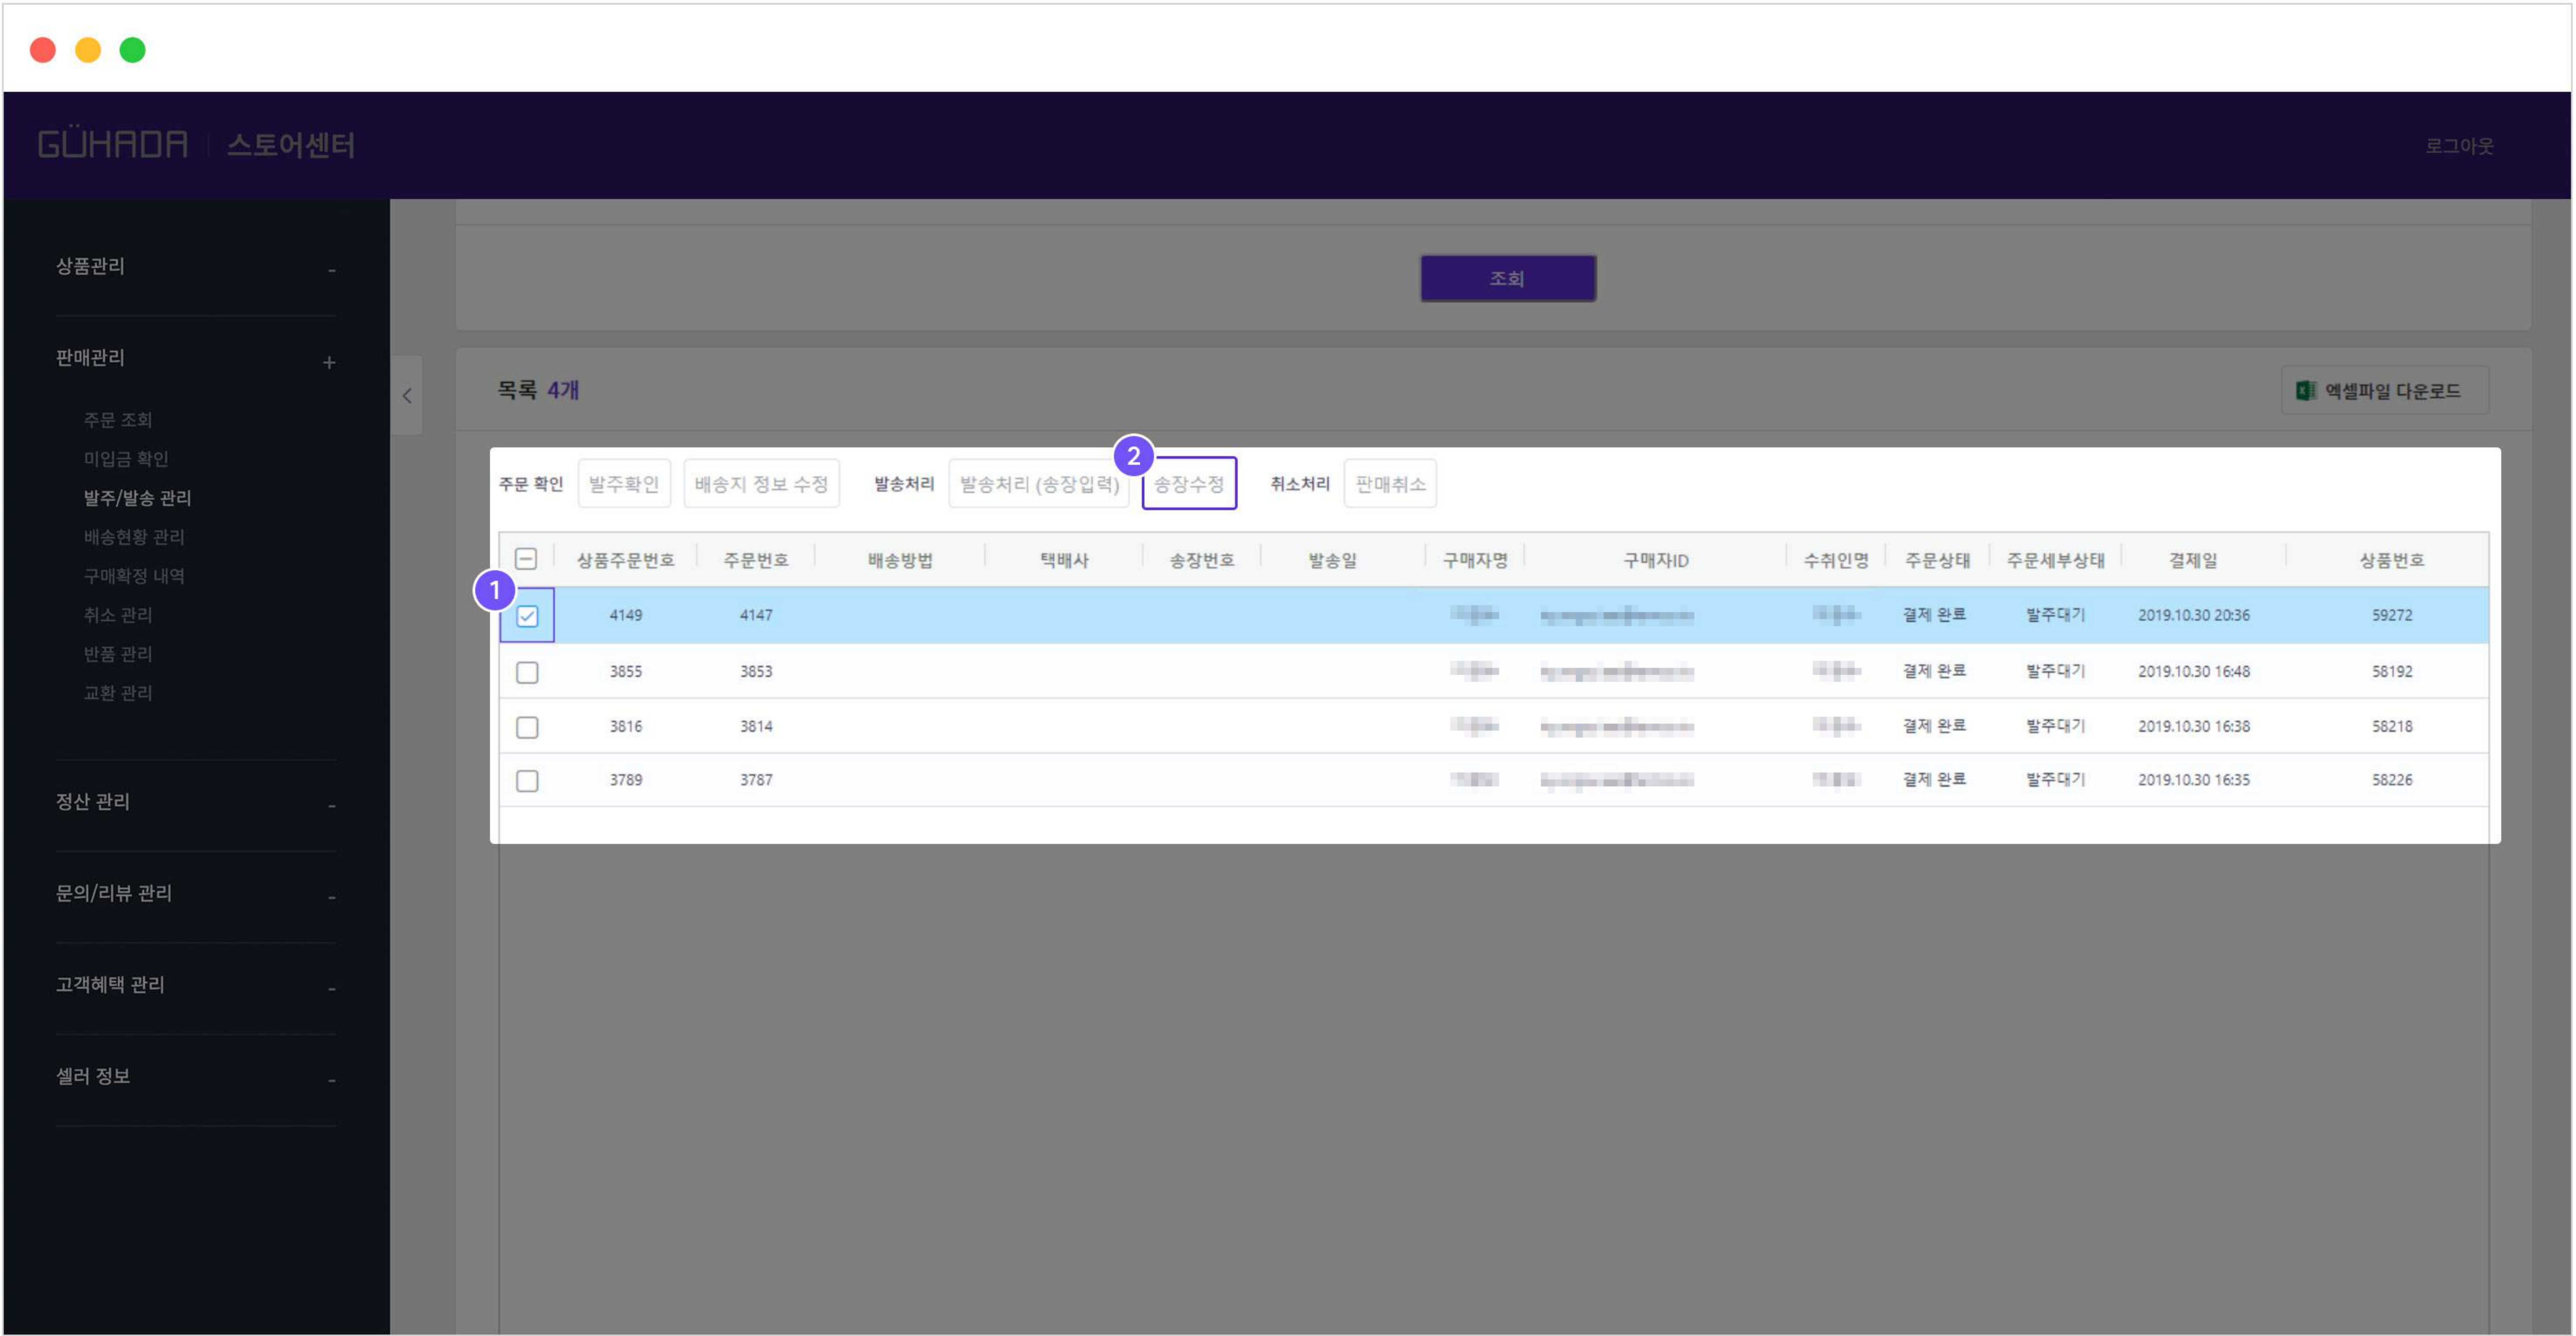 GÜHADA 스토어센터
로그아웃
상품관리 -
판매관리 +
주문 조회
미입금 확인
발주/발송 관리
배송현황 관리
구매확정 내역
취소 관리
반품 관리
교환 관리
정산 관리 -
문의/리뷰 관리 -
고객혜택 관리 -
셀러 정보 -
조회
<
목록 4개
엑셀파일 다운로드
2
주문 확인 발주확인 배송지 정보 수정 발송처리 발송처리 (송장입력) 송장수정 취소처리 판매취소
상품주문번호 주문번호 배송방법 택배사 송장번호 발송일 구매자명 구매자ID 수취인명 주문상태 주문세부상태 결제일 상품번호
1
4149 4147 결제 완료 발주대기 2019.10.30 20:36 59272
3855 3853 결제 완료 발주대기 2019.10.30 16:48 58192
3816 3814 결제 완료 발주대기 2019.10.30 16:38 58218
3789 3787 결제 완료 발주대기 2019.10.30 16:35 58226